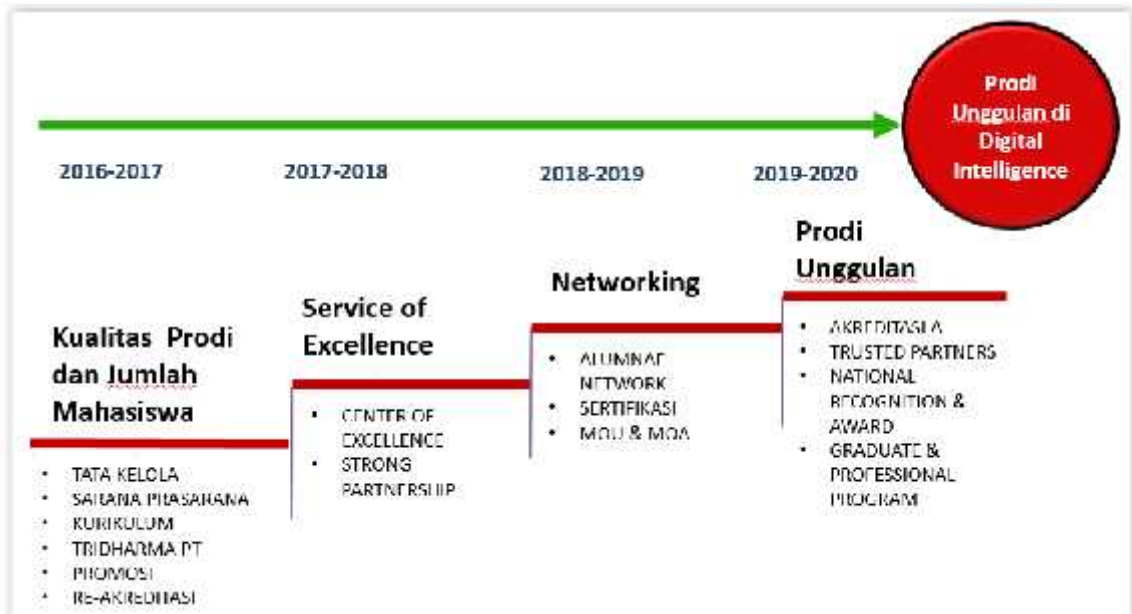 Prodi
Unggulan di
Digital
Intelligence
2016-2017
2017-2018
2018-2019
2019-2020
Kualitas Prodi
dan Jumlah
Mahasiswa
• TATA KELOLA
• SARANA PRASARANA
• KURIKULUM
• TRIDHARMA PT
• PROMOSI
• RE-AKREDITASI
Service of
Excellence
• CENTER OF
EXCELLENCE
• STRONG
PARTNERSHIP
Networking
• ALUMNAE
NETWORK
• SERTIFIKASI
• MOU & MOA
Prodi
Unggulan
• AKREDITASI A
• TRUSTED PARTNERS
• NATIONAL
RECOGNITION &
AWARD
• GRADUATE &
PROFESSIONAL
PROGRAM